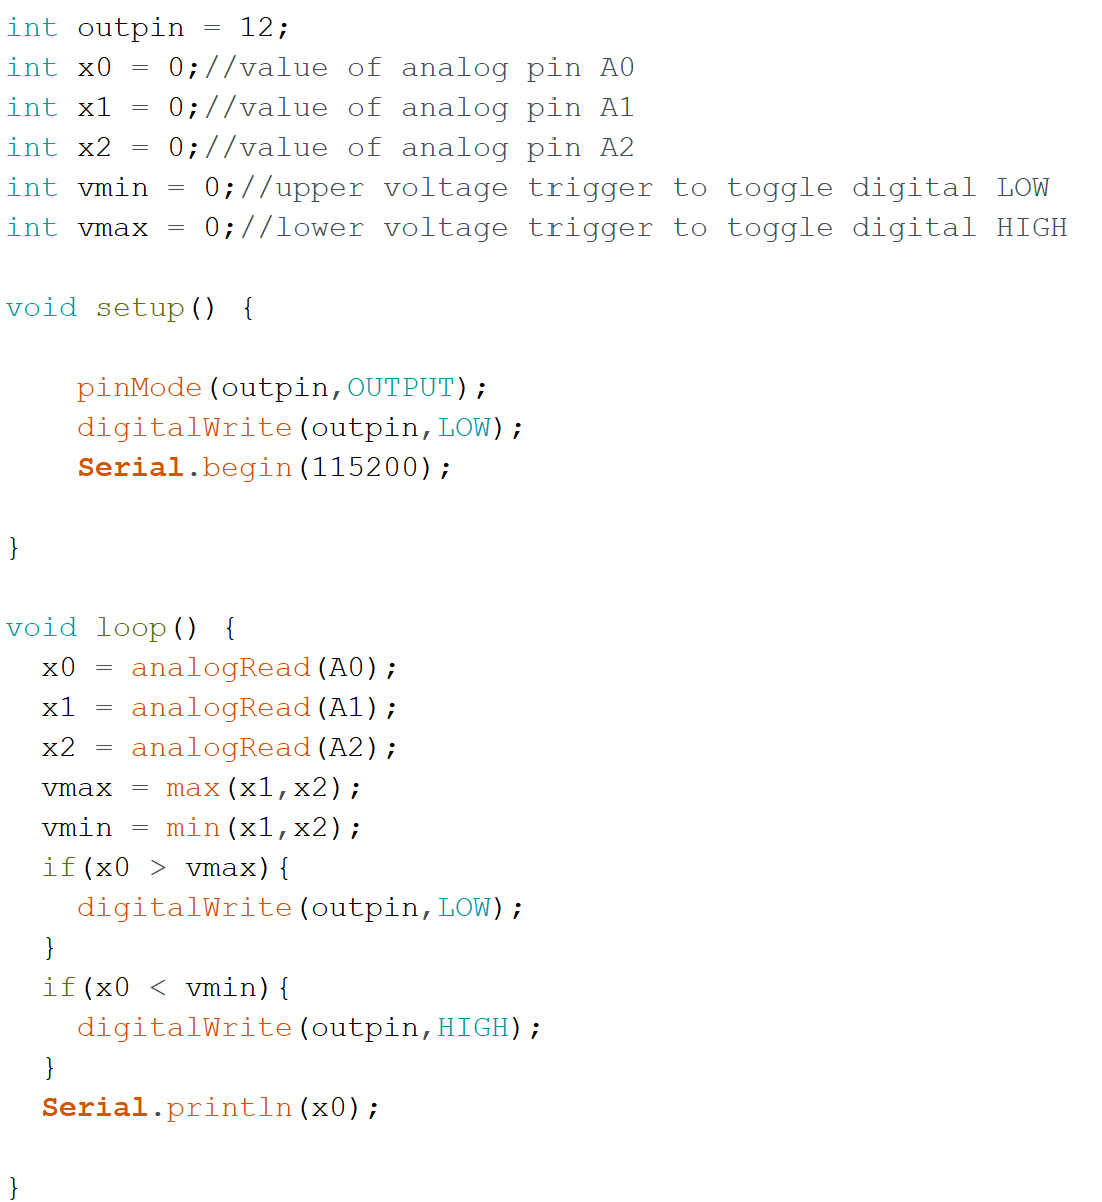 int outpin = 12;
int x0 = 0;//value of analog pin A0
int x1 = 0;//value of analog pin A1
int x2 = 0;//value of analog pin A2
int vmin = 0;//upper voltage trigger to toggle digital LOW
int vmax = 0;//lower voltage trigger to toggle digital HIGH
void setup() {
pinMode(outpin,OUTPUT);
digitalWrite(outpin,LOW);
Serial.begin(115200);
}
void loop() {
x0 = analogRead(A0);
x1 = analogRead(A1);
x2 = analogRead(A2);
vmax = max(x1,x2);
vmin = min(x1,x2);
if(x0 > vmax){
digitalWrite(outpin,LOW);
}
if(x0 < vmin){
digitalWrite(outpin,HIGH);
}
Serial.println(x0);
}